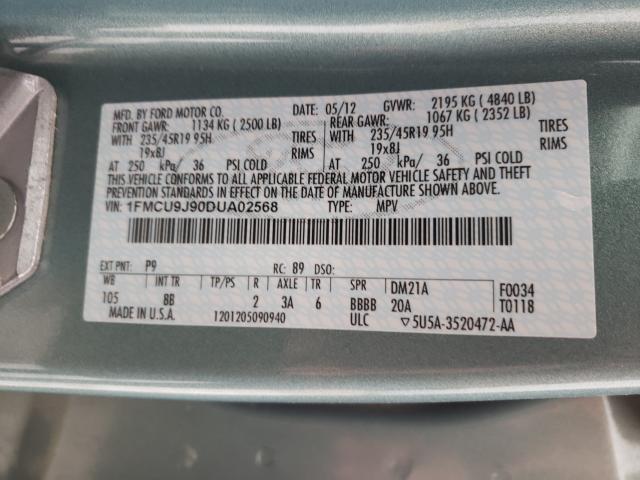 MFD. BY FORD MOTOR CO.
05/12 GVWR: 2195 KG ( 4840 LB)
FRONT GAWR: 1134 KG ( 2500 LB) REAR GAWR: 1067 KG ( 2352 LB)
WITH 235/45R19 95H TIRES WITH 235/45R19 95H TIRES
19x8J RIMS 19x8J RIMS
AT 250 kPa/ 36 PSI COLD AT 250 kPa/ 36 PSI COLD
THIS VEHICLE CONFORMS TO ALL APPLICABLE FEDERAL MOTOR VEHICLE SAFETY AND THEFT
PREVENTION STANDARDS IN EFFECT ON THE DATE OF MANUFACTURE SHOWN ABOVE.
VIN: 1FMCU9J90DUA02568 TYPE: MPV
EXT PNT: P9 RC: 89 DSO:
WB INT TR TP/PS R AXLE TR SPR DM21A F0034
105 8B 2 3A 6 BBBB 20A T0118
MADE IN U.S.A. 1201205090940 ULC ▽5U5A-3520472-AA